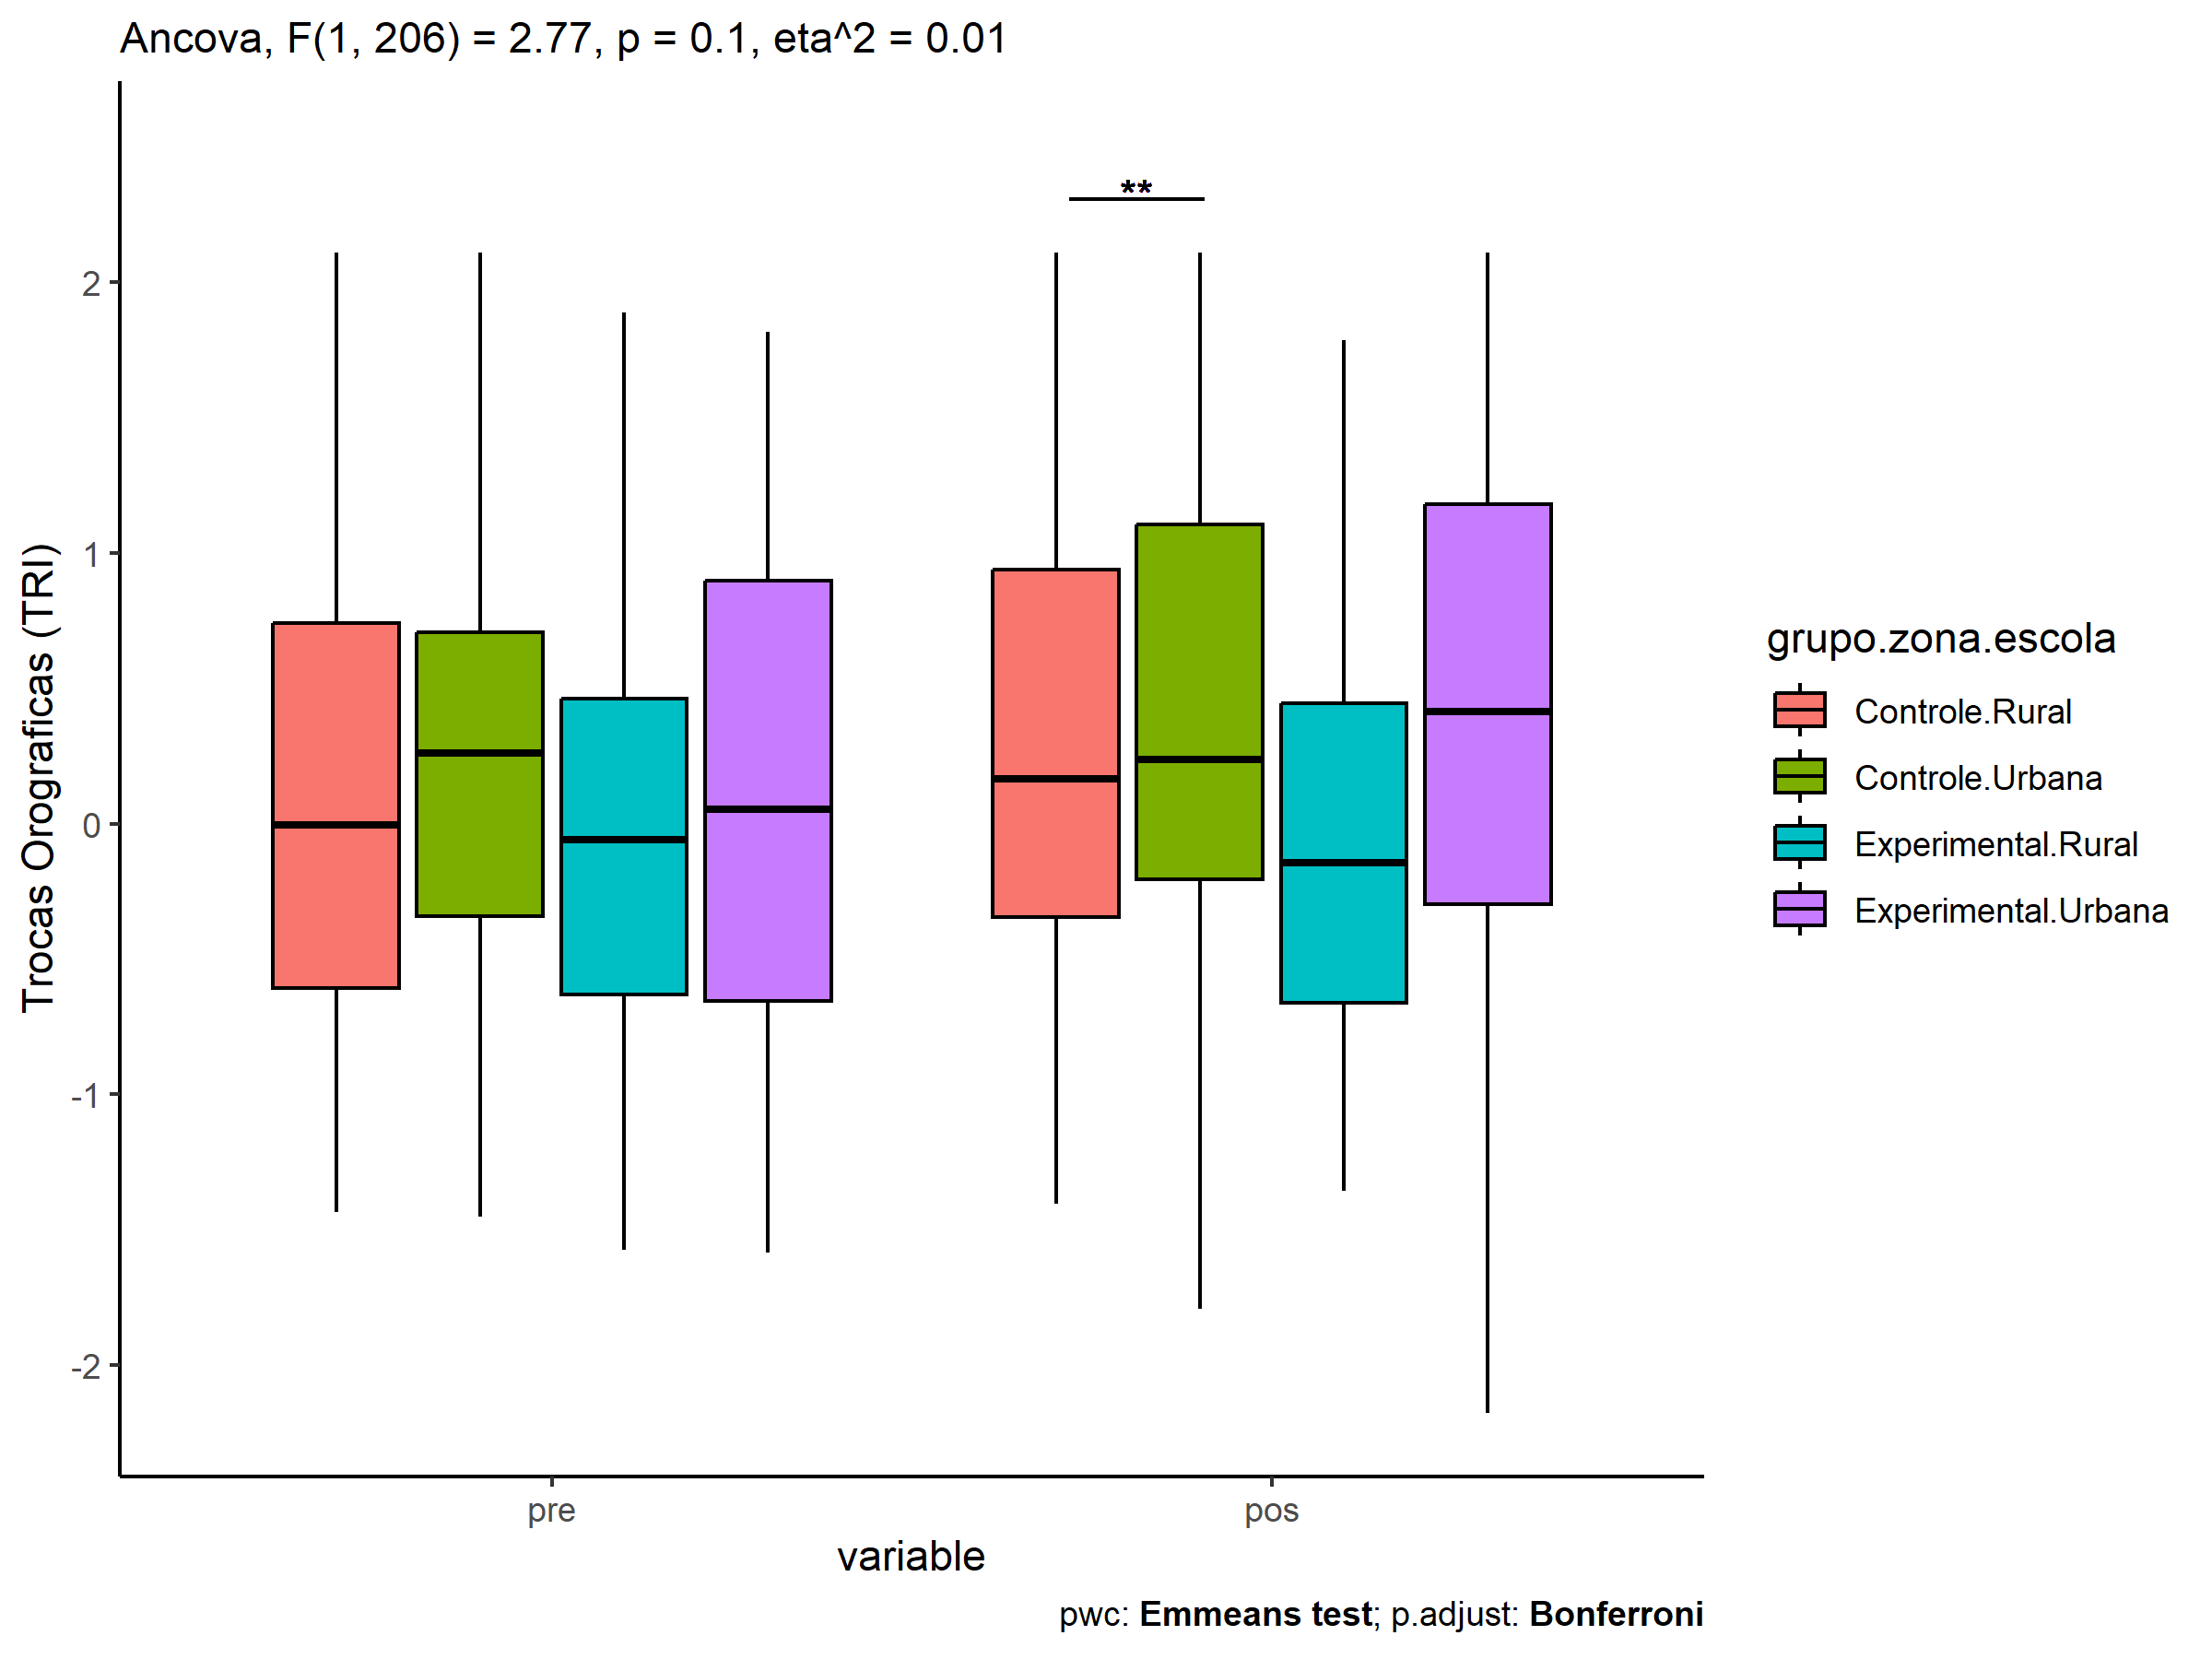 Ancova, F(1, 206) = 2.77, p = 0.1, eta^2 = 0.01
**
2
1
0
-1
-2
Trocas Orograficas (TRI)
pre
pos
variable
pwc: Emmeans test; p.adjust: Bonferroni
grupo.zona.escola
Controle.Rural
Controle.Urbana
Experimental.Rural
Experimental.Urbana